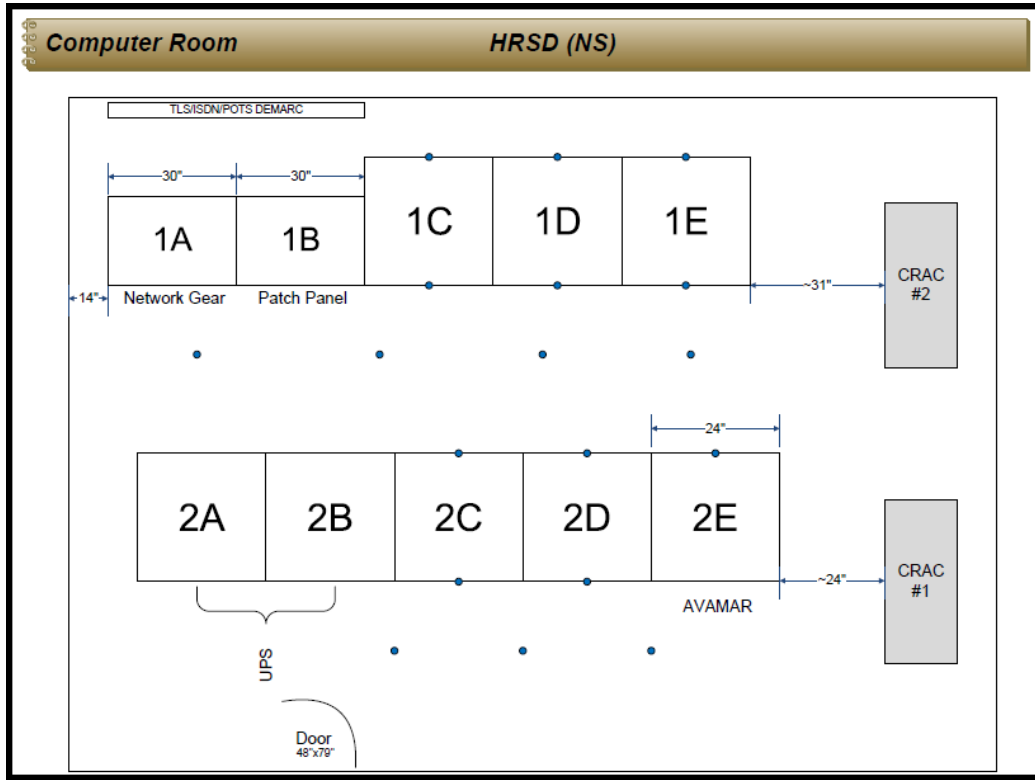 Computer Room HRSD (NS)
TLS/ISDN/POTS DEMARC
30" 30"
1A 1B 1C 1D 1E
14" Network Gear Patch Panel
~31"
CRAC
#2
24"
2A 2B 2C 2D 2E
~24"
CRAC
#1
AVAMAR
UPS
Door
48"x79"